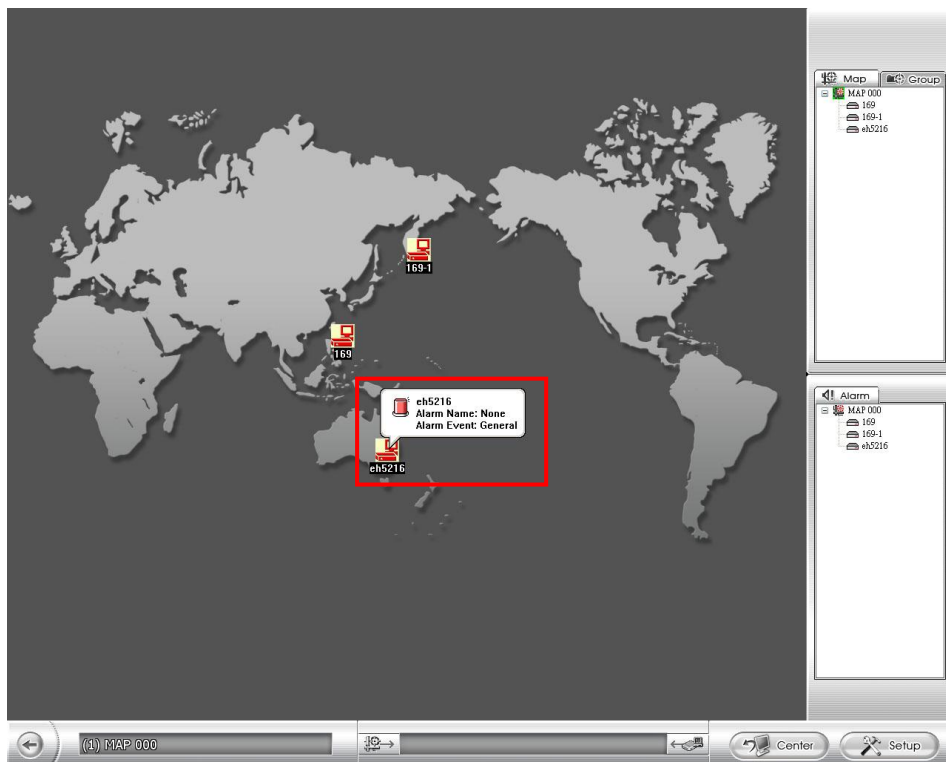 Map
Group
MAP 000
169
169-1
eh5216
169-1
169
eh5216
Alarm Name: None
Alarm Event: General
eh5216
Alarm
MAP 000
169
169-1
eh5216
(1) MAP 000
Center
Setup